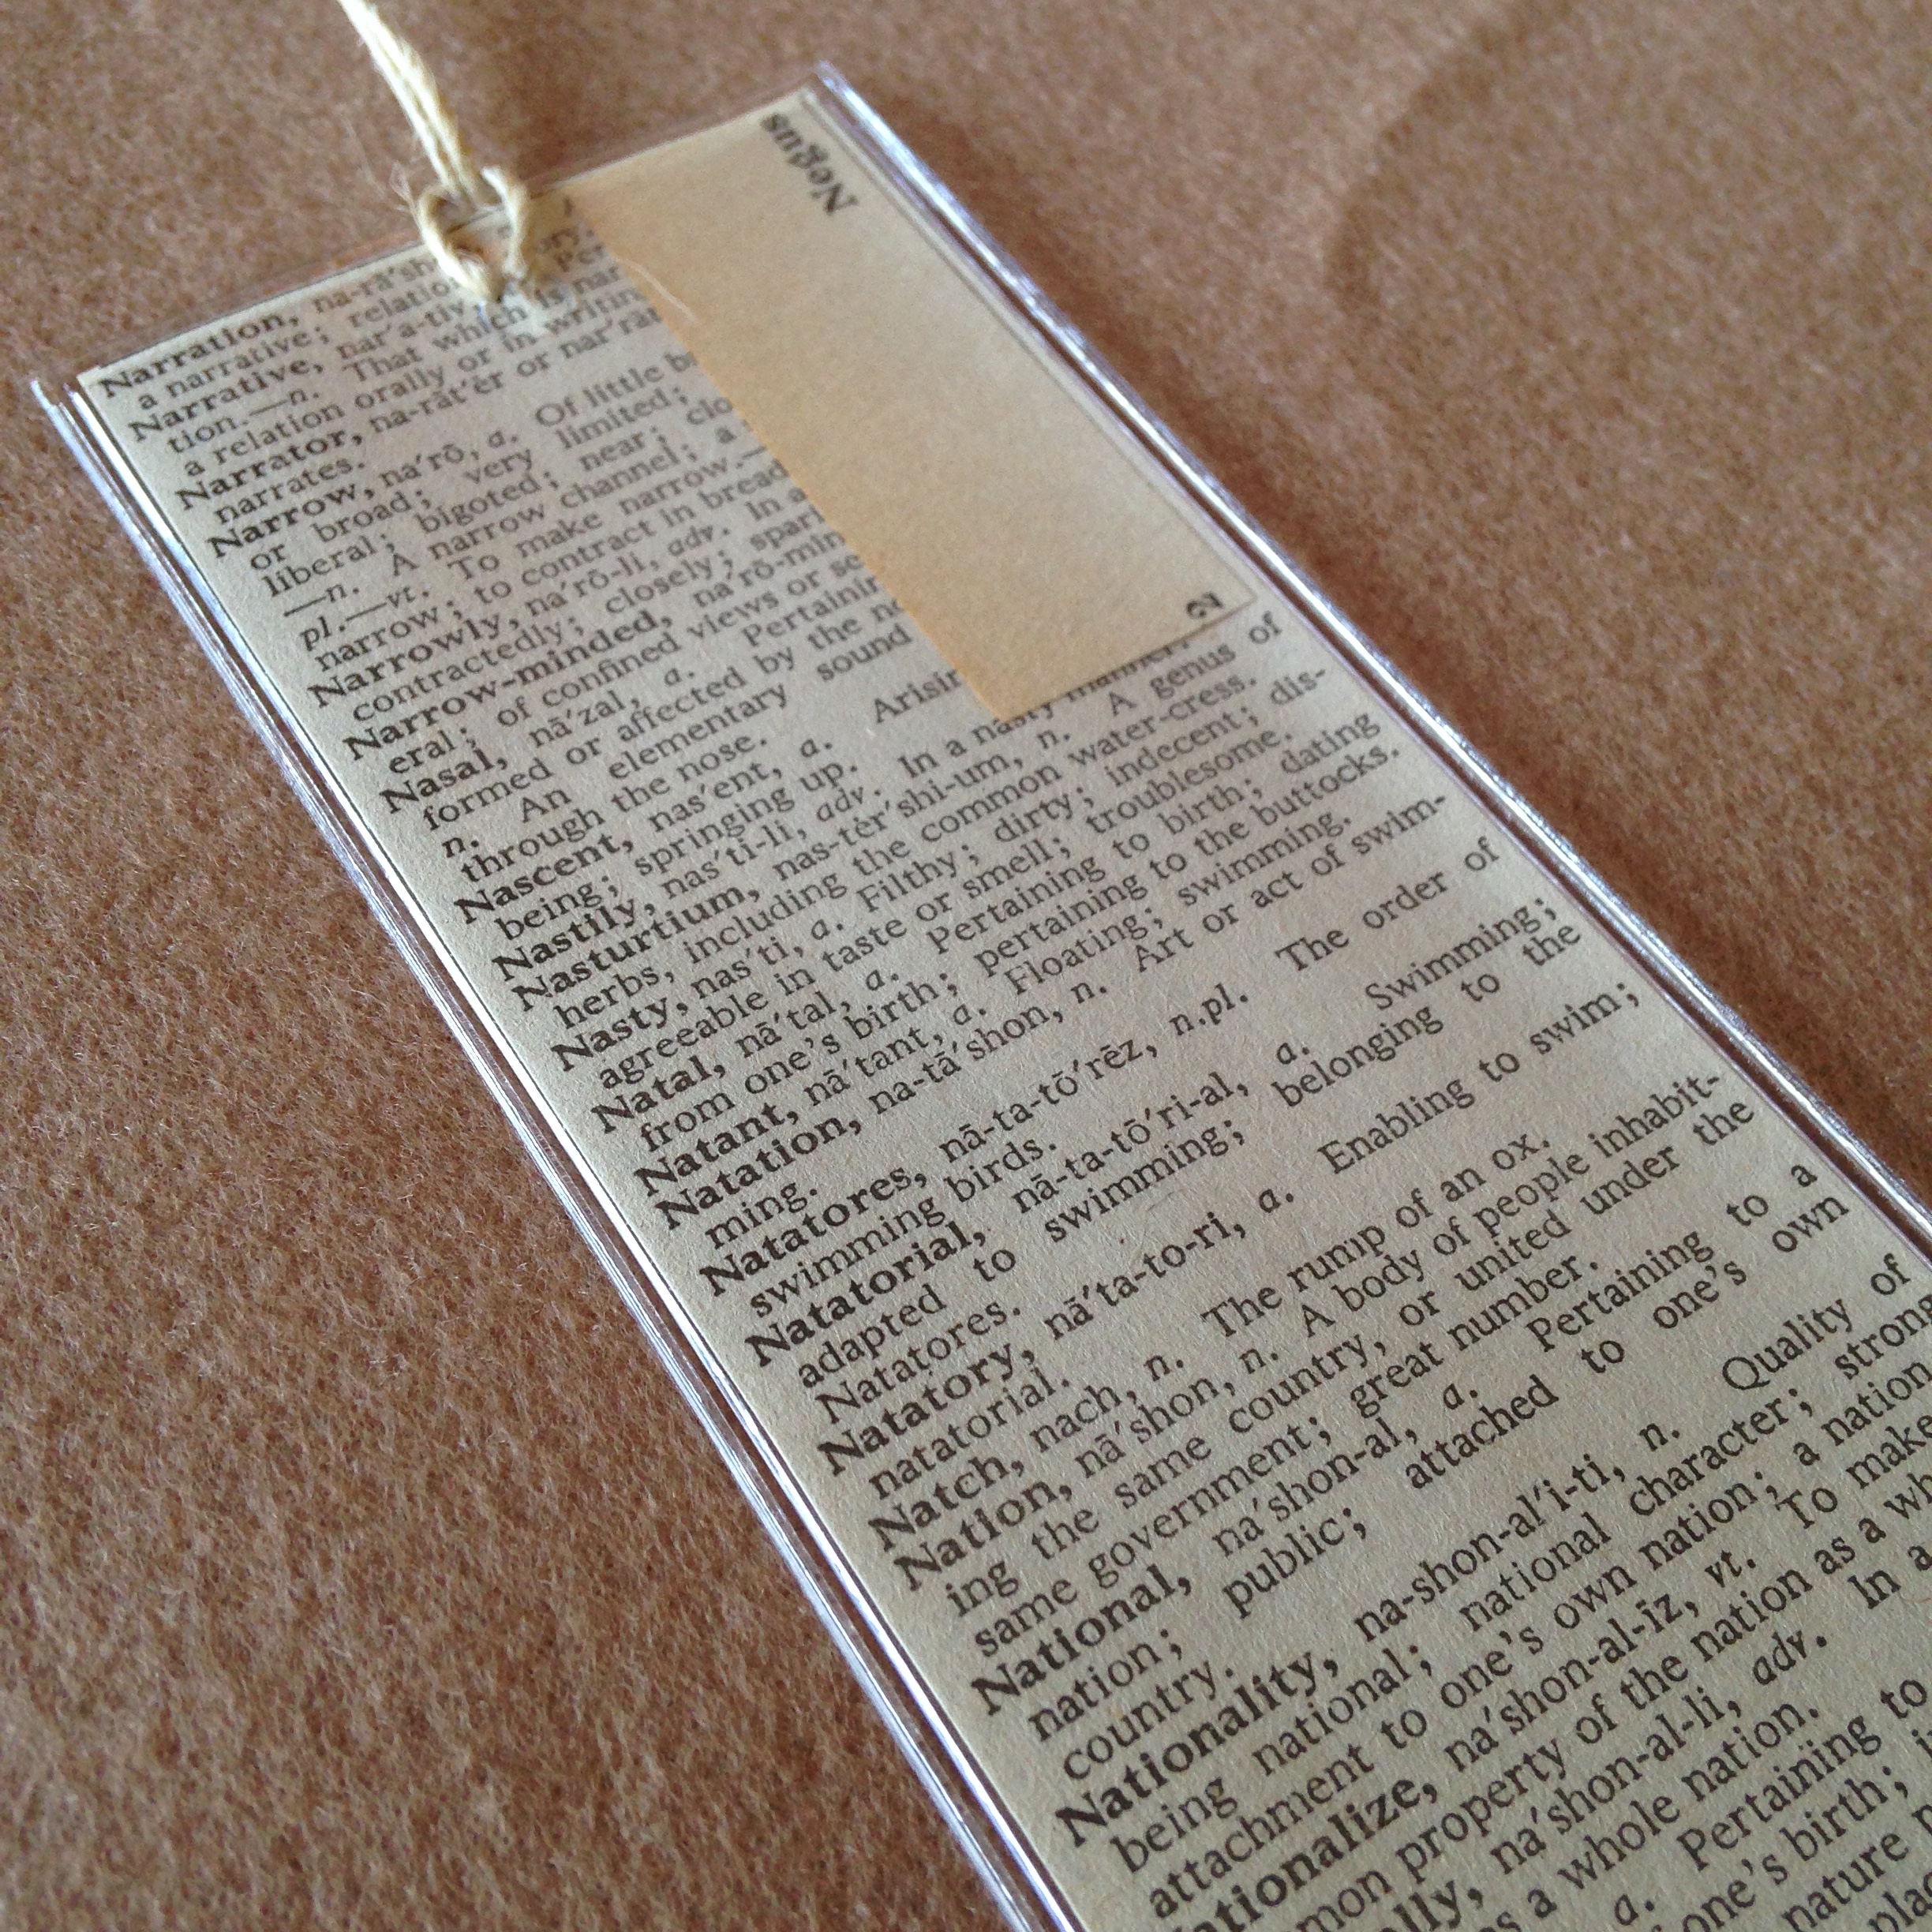 Negus
Narration, na-rā'sh
a narrative; relatio
Narrative, nar'a-tiv
tion.—n. That which is nar
a relation orally or in writin
Narrator, na-rāt'ér or nar'rāt
narrates.
Narrow, na'rō, a. Of little b
or broad; very limited;
liberal; bigoted; near; clo
—n. A narrow channel; a
pl.—vt. To make narrow.—
narrow; to contract in bread
Narrowly, na'rō-li, adv. In a
contractedly; closely; spari
Narrow-minded, na'rō-min
eral; of confined views or se
Nasal, nā'zal, a. Pertainin
formed or affected by the no
n. An elementary sound
through the nose.
Nascent, nas'ent, a. Arisin
being; springing up.
Nastily, nas'ti-li, adv. In a nasty manner.
Nasturtium, nas-tėr'shi-um, n. A genus of
herbs, including the common water-cress.
Nasty, nas'ti, a. Filthy; dirty; indecent; dis-
agreeable in taste or smell; troublesome.
Natal, nā'tal, a. Pertaining to birth; dating
from one's birth; pertaining to the buttocks.
Natant, nā'tant, a. Floating; swimming.
Natation, na-tā'shon, n. Art or act of swim-
ming.
Natatores, nā-ta-tō'rēz, n.pl. The order of
swimming birds.
Natatorial, nā-ta-tō'ri-al, a. Swimming;
adapted to swimming; belonging to the
Natatores.
Natatory, nā'ta-to-ri, a. Enabling to swim;
natatorial.
Natch, nach, n. The rump of an ox.
Nation, nā'shon, n. A body of people inhabit-
ing the same country, or united under the
same government; great number.
National, na'shon-al, a. Pertaining to a
nation; public; attached to one's own
country.
Nationality, na-shon-al'i-ti, n. Quality of
being national; national character; strong
attachment to one's own nation; a nation
ationalize, na'shon-al-īz, vt. To make
mon property of the nation as a wh
ally, na'shon-al-li, adv. In a
s a whole nation.
a. Pertaining to
one's birth;
nature